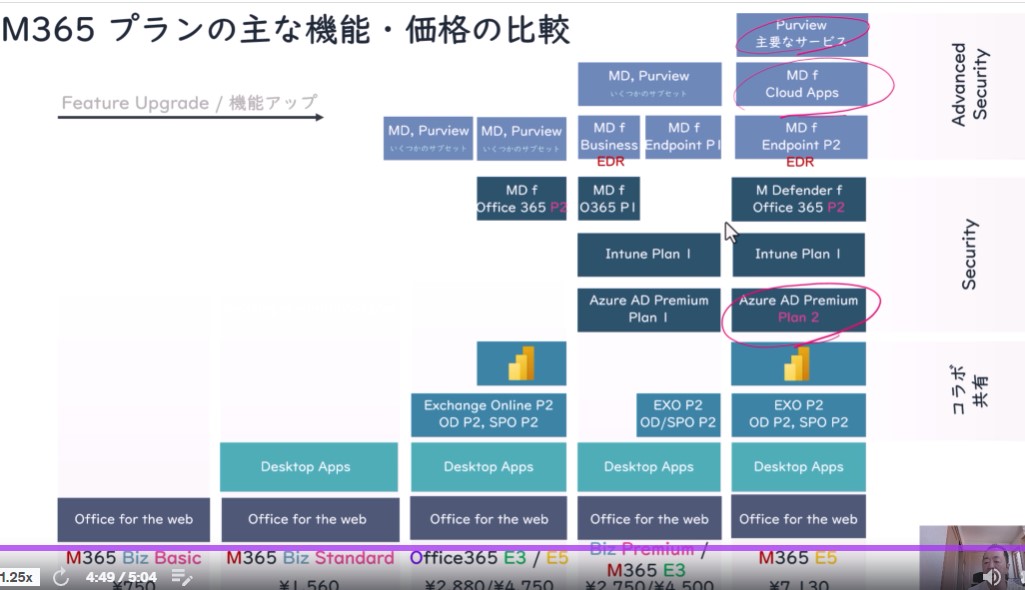 M365 プランの主な機能・価格の比較
Feature Upgrade / 機能アップ
Purview
主要なサービス
MD, Purview
いくつかのサブセット
MD f
Cloud Apps
Advanced
Security
MD, Purview
いくつかのサブセット
MD, Purview
いくつかのサブセット
MD f
Business
EDR
MD f
Endpoint P1
MD f
Endpoint P2
EDR
MD f
Office 365 P2
MD f
O365 P1
M Defender f
Office 365 P2
Intune Plan 1
Intune Plan 1
Security
Azure AD Premium
Plan 1
Azure AD Premium
Plan 2
コラボ
共有
Exchange Online P2
OD P2, SPO P2
EXO P2
OD/SPO P2
EXO P2
OD P2, SPO P2
Desktop Apps
Desktop Apps
Desktop Apps
Desktop Apps
Office for the web
Office for the web
Office for the web
Office for the web
Office for the web
M365 Biz Basic
M365 Biz Standard
Office365 E3 / E5
Biz Premium /
M365 E3
M365 E5
¥750
¥1,560
¥2,880/¥4,750
¥2,750/¥4,500
¥7,130
1.25x
4:49 / 5:04